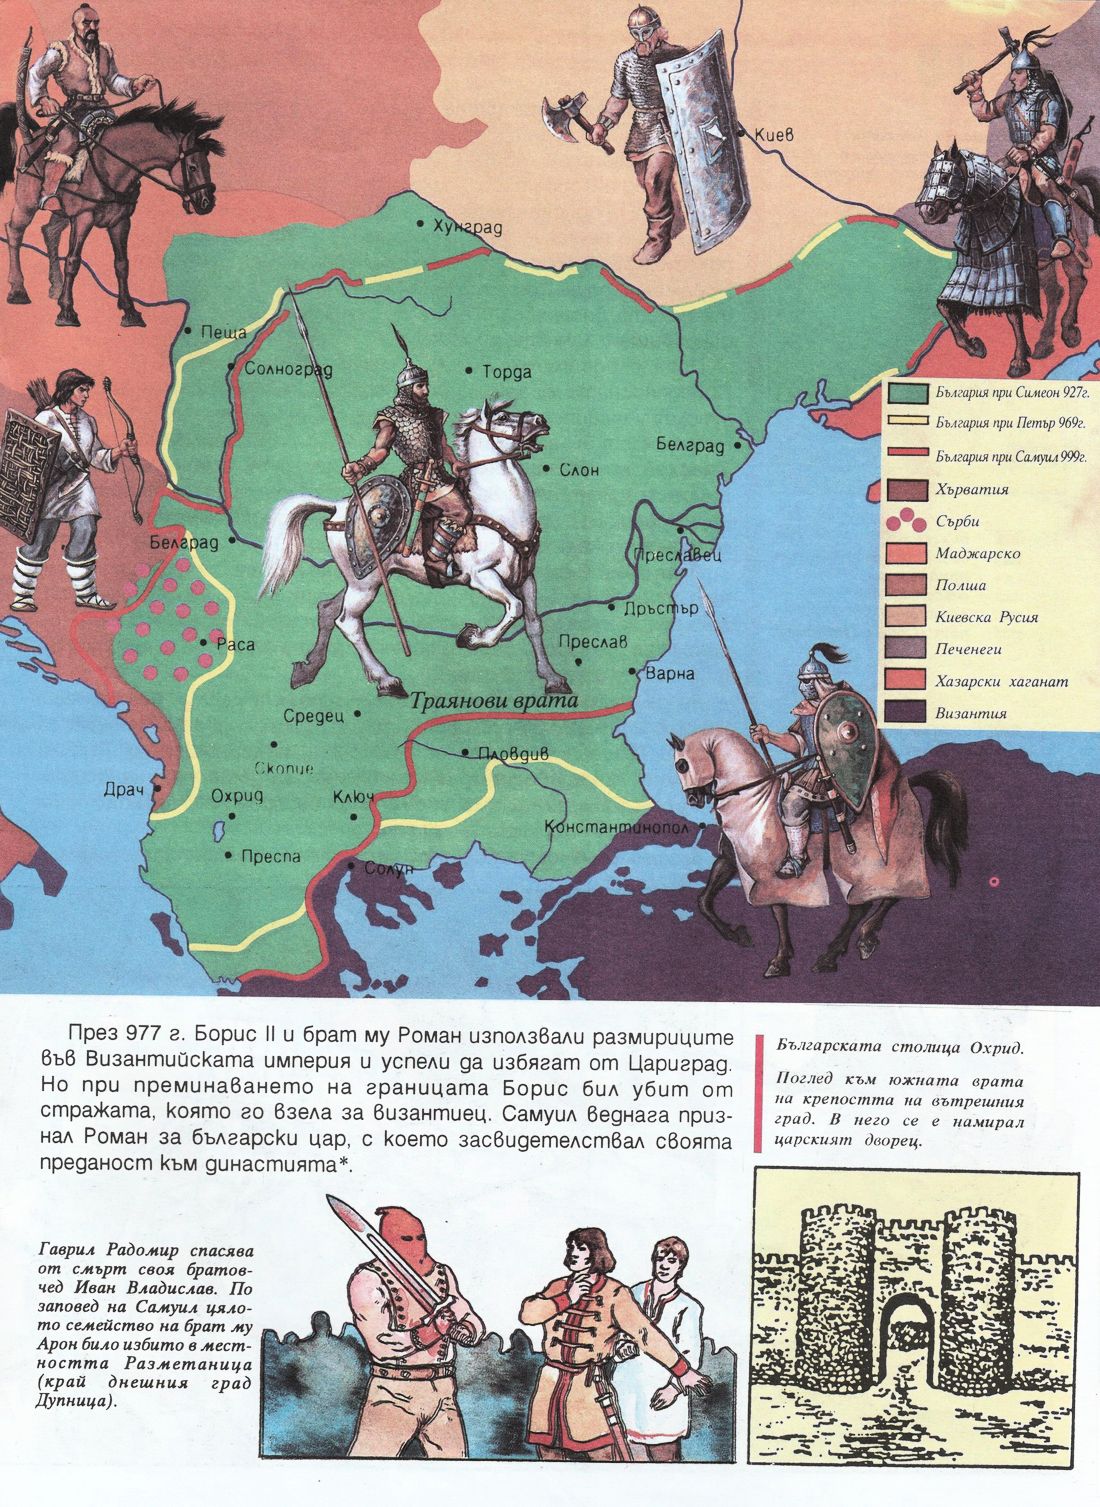 Киев
Хунград
Пеща
Солноград
Торда
Белград
Слон
Белград
Преславец
Дръстър
Раса
Преслав
Варна
Траянови врата
Средец
Пловдив
Скопие
Драч
Охрид
Ключ
Константинопол
Преспа
Солун
България при Симеон 927г.
България при Петър 969г.
България при Самуил 999г.
Хърватия
Сърби
Маджарско
Полша
Киевска Русия
Печенеги
Хазарски хаганат
Византия
През 977 г. Борис II и брат му Роман използвали размириците
във Византийската империя и успели да избягат от Цариград.
Но при преминаването на границата Борис бил убит от
стражата, която го взела за византиец. Самуил веднага приз-
нал Роман за български цар, с което засвидетелствал своята
преданост към династията*.
Българската столица Охрид.
Поглед към южната врата
на крепостта на вътрешния
град. В него се е намирал
царският дворец.
Гаврил Радомир спасява
от смърт своя братов-
чед Иван Владислав. По
заповед на Самуил цяло-
то семейство на брат му
Арон било избито в мест-
ността Разметаница
(край днешния град
Дупница).